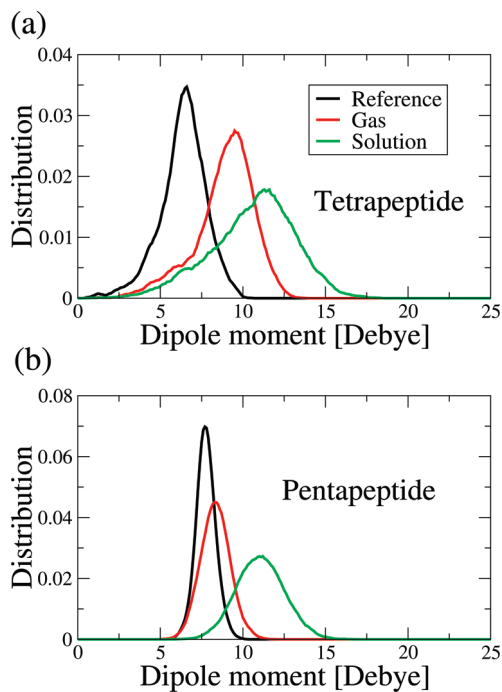 (a)
0.04
0.03
0.02
0.01
0
Distribution
Reference
Gas
Solution
Tetrapeptide
0 5 10 15 20 25
Dipole moment [Debye]
(b)
0.08
0.06
0.04
0.02
0
Distribution
Pentapeptide
0 5 10 15 20 25
Dipole moment [Debye]